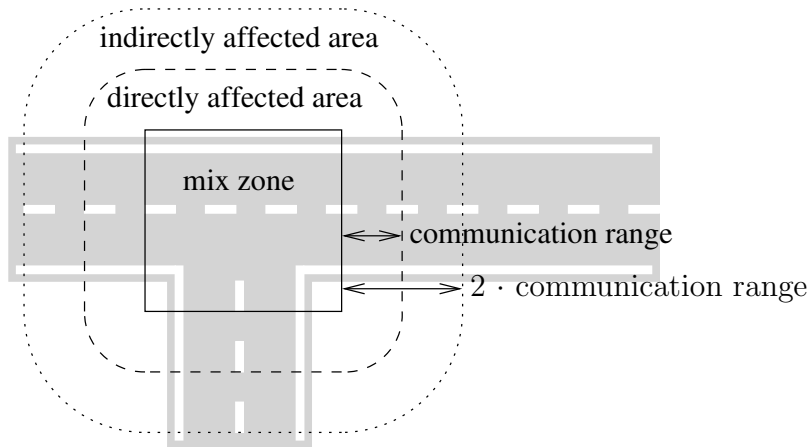 indirectly affected area
directly affected area
mix zone
communication range
2 · communication range